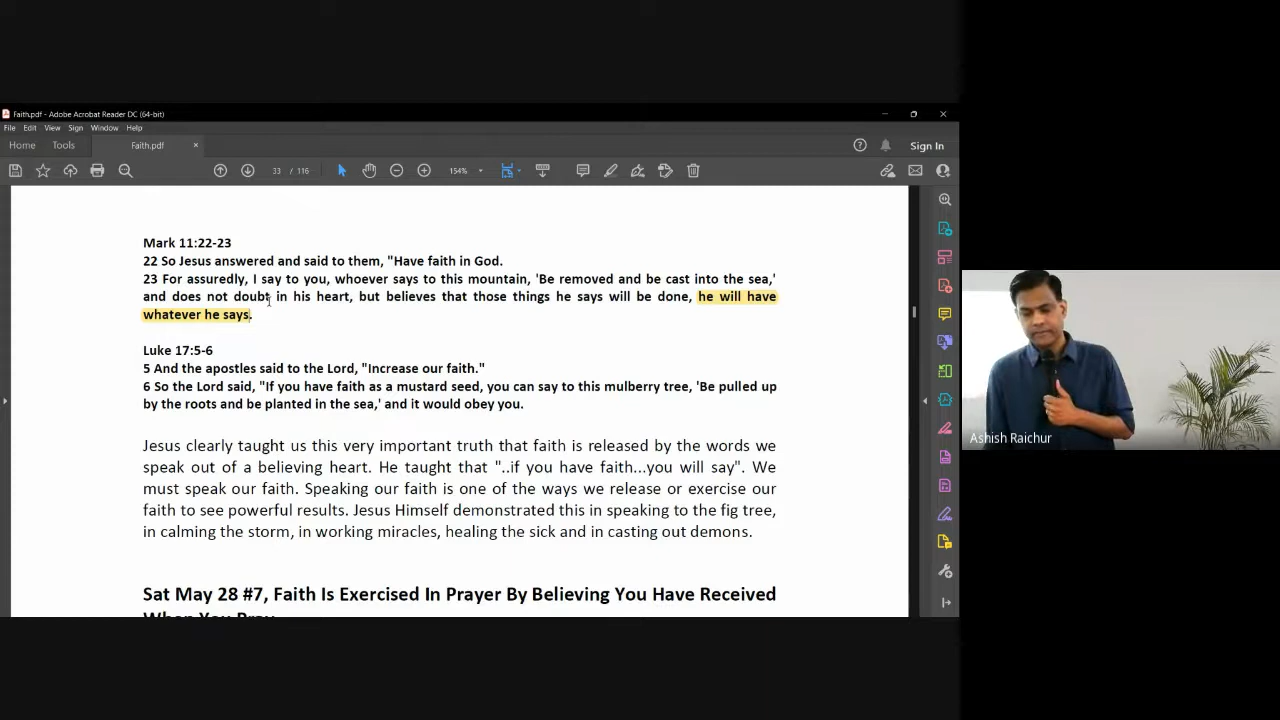 Faith.pdf - Adobe Acrobat Reader DC (64-bit)
File Edit View Sign Window Help
Home Tools Faith.pdf × Sign In
33 / 116 154%
Mark 11:22-23
22 So Jesus answered and said to them, "Have faith in God.
23 For assuredly, I say to you, whoever says to this mountain, 'Be removed and be cast into the sea,'
and does not doubt in his heart, but believes that those things he says will be done, he will have
whatever he says.
Luke 17:5-6
5 And the apostles said to the Lord, "Increase our faith."
6 So the Lord said, "If you have faith as a mustard seed, you can say to this mulberry tree, 'Be pulled up
by the roots and be planted in the sea,' and it would obey you.
Jesus clearly taught us this very important truth that faith is released by the words we
speak out of a believing heart. He taught that "..if you have faith...you will say". We
must speak our faith. Speaking our faith is one of the ways we release or exercise our
faith to see powerful results. Jesus Himself demonstrated this in speaking to the fig tree,
in calming the storm, in working miracles, healing the sick and in casting out demons.
Sat May 28 #7, Faith Is Exercised In Prayer By Believing You Have Received
When You Pray
Ashish Raichur